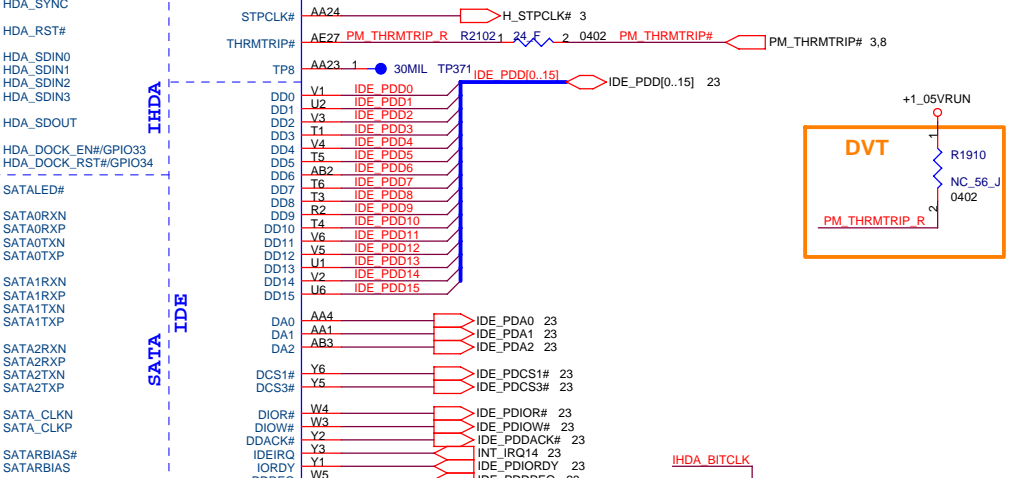 HDA_SYNC
HDA_RST#
HDA_SDIN0
HDA_SDIN1
HDA_SDIN2
HDA_SDIN3
HDA_SDOUT
HDA_DOCK_EN#/GPIO33
HDA_DOCK_RST#/GPIO34
SATALED#
SATA0RXN
SATA0RXP
SATA0TXN
SATA0TXP
SATA1RXN
SATA1RXP
SATA1TXN
SATA1TXP
SATA2RXN
SATA2RXP
SATA2TXN
SATA2TXP
SATA_CLKN
SATA_CLKP
SATARBIAS#
SATARBIAS
IHDA
IDE
SATA
STPCLK# AA24 H_STPCLK# 3
THRMTRIP# AE27 PM_THRMTRIP_R R2102 1 24_F 2 0402 PM_THRMTRIP# PM_THRMTRIP# 3,8
TP8 AA23 1 30MIL TP371
IDE_PDD[0..15] IDE_PDD[0..15] 23
DD0 V1 IDE_PDD0
DD1 U2 IDE_PDD1
DD2 V3 IDE_PDD2
DD3 T1 IDE_PDD3
DD4 V4 IDE_PDD4
DD5 T5 IDE_PDD5
DD6 AB2 IDE_PDD6
DD7 T6 IDE_PDD7
DD8 T3 IDE_PDD8
DD9 R2 IDE_PDD9
DD10 T4 IDE_PDD10
DD11 V6 IDE_PDD11
DD12 V5 IDE_PDD12
DD13 U1 IDE_PDD13
DD14 V2 IDE_PDD14
DD15 U6 IDE_PDD15
DA0 AA4 IDE_PDA0 23
DA1 AA1 IDE_PDA1 23
DA2 AB3 IDE_PDA2 23
DCS1# Y6 IDE_PDCS1# 23
DCS3# Y5 IDE_PDCS3# 23
DIOR# W4 IDE_PDIOR# 23
DIOW# W3 IDE_PDIOW# 23
DDACK# Y2 IDE_PDDACK# 23
IDEIRQ Y3 INT_IRQ14 23
IORDY Y1 IDE_PDIORDY 23
W5
+1_05VRUN
DVT
1
R1910
NC_56_J
0402
2
PM_THRMTRIP_R
IHDA_BITCLK